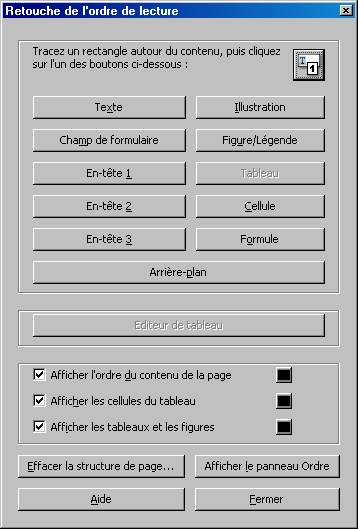 Retouche de l'ordre de lecture
Tracez un rectangle autour du contenu, puis cliquez
sur l'un des boutons ci-dessous :
T 1
Texte Illustration
Champ de formulaire Figure/Légende
En-tête 1 Tableau
En-tête 2 Cellule
En-tête 3 Formule
Arrière-plan
Editeur de tableau
Afficher l'ordre du contenu de la page
Afficher les cellules du tableau
Afficher les tableaux et les figures
Effacer la structure de page... Afficher le panneau Ordre
Aide Fermer